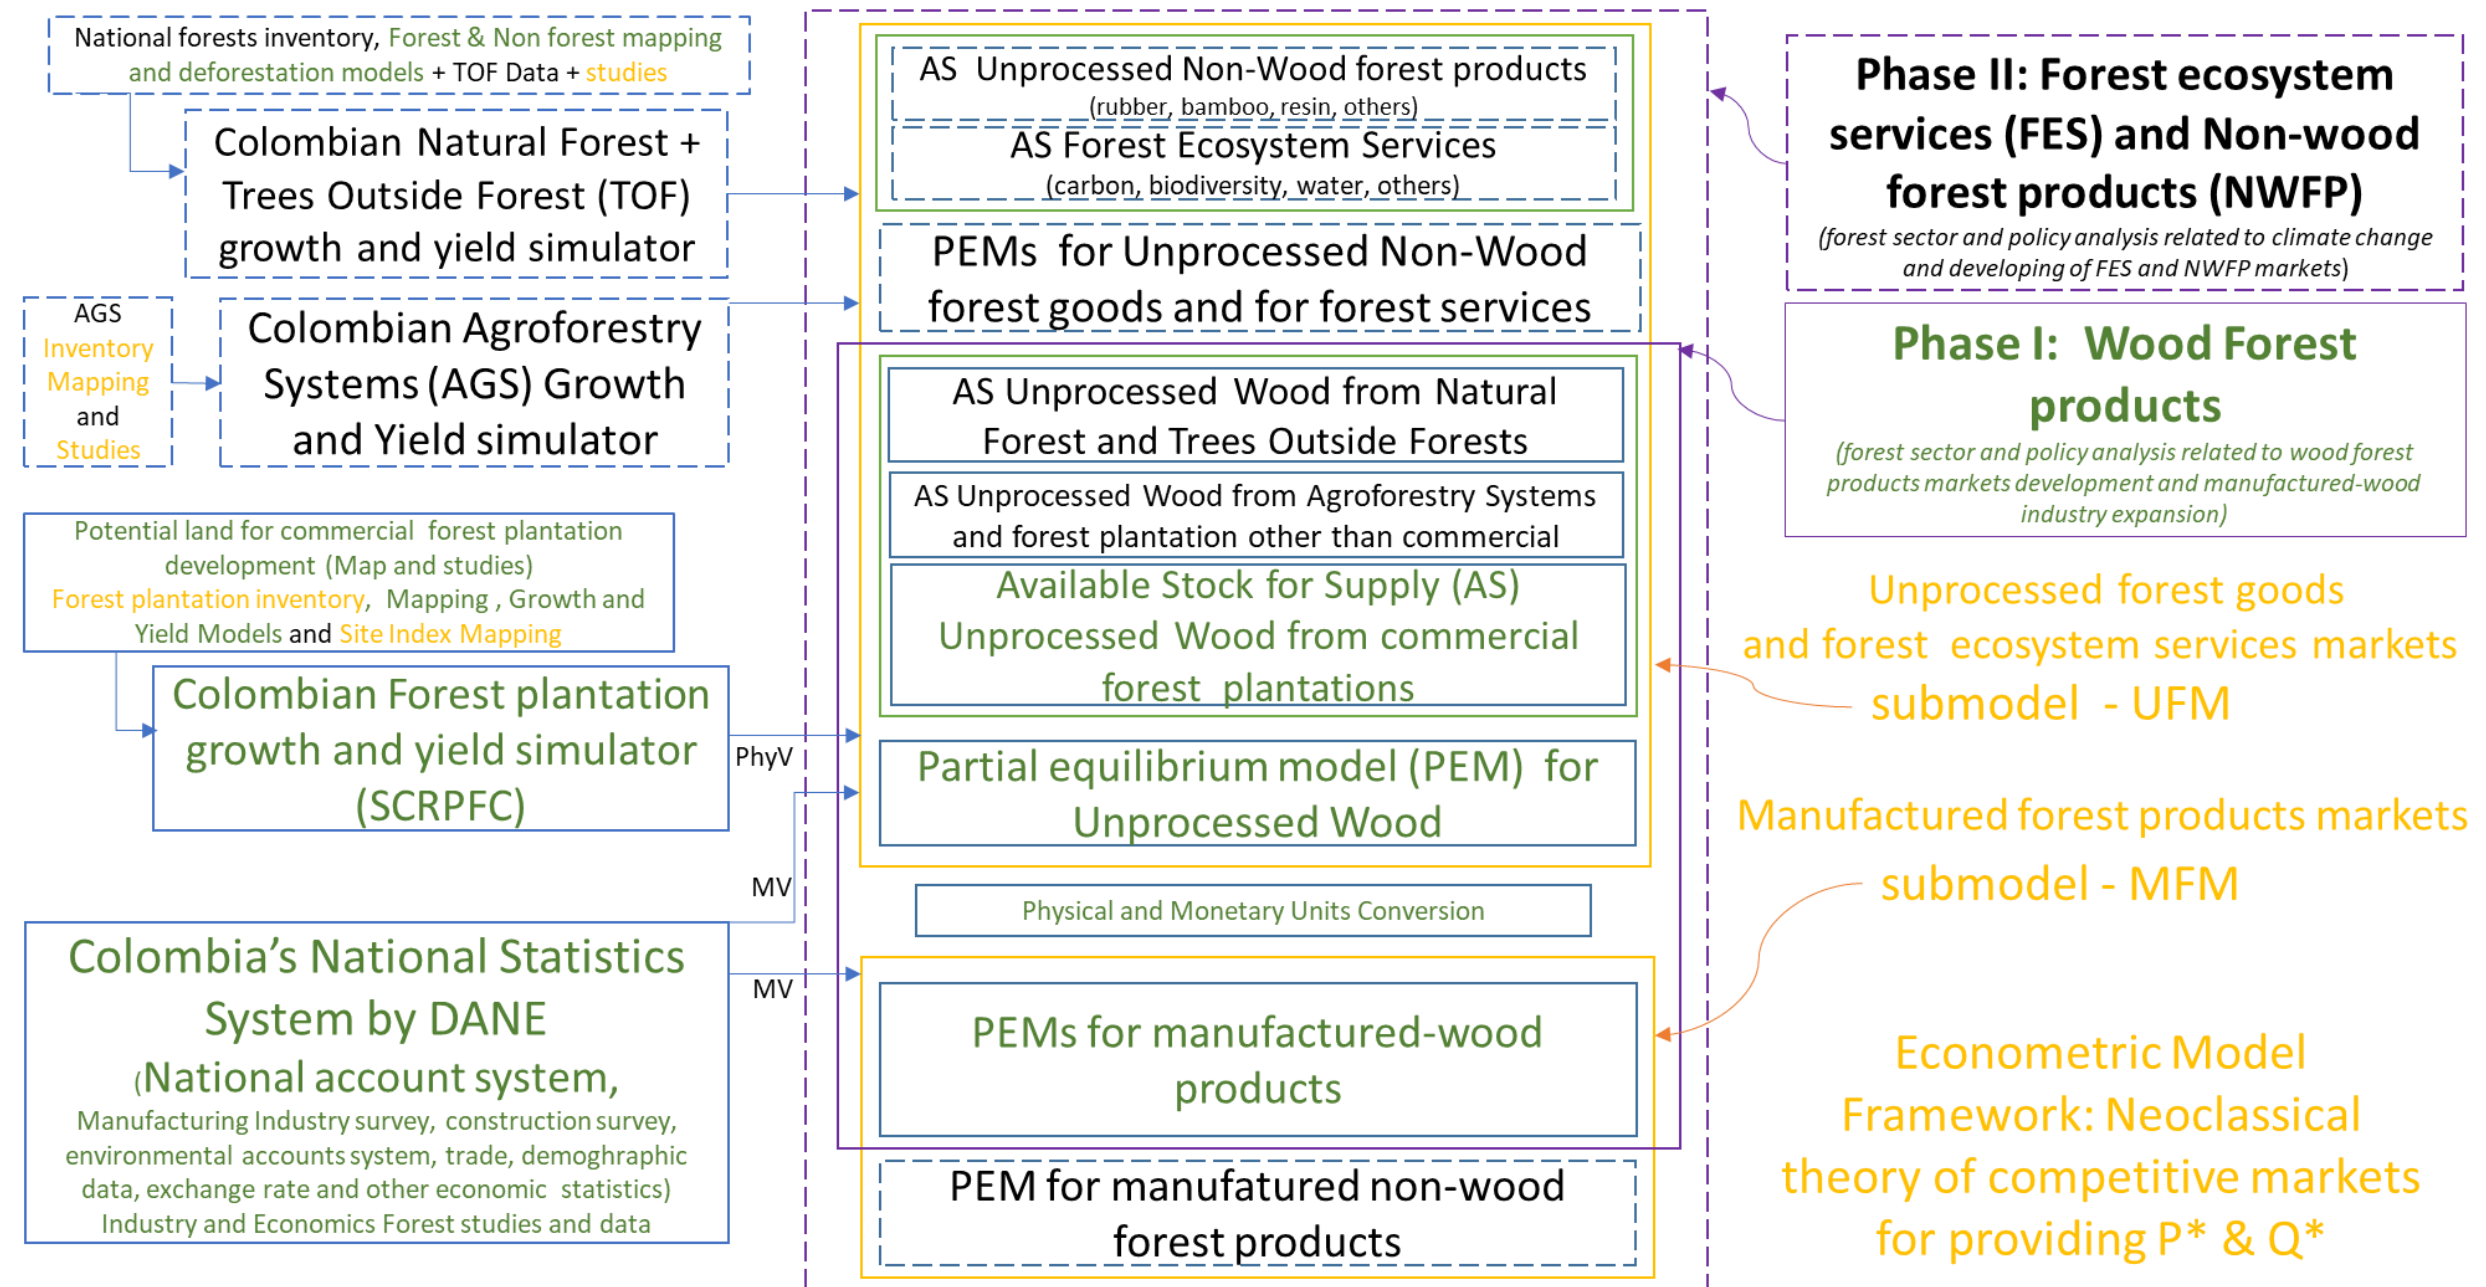 National forests inventory, Forest & Non forest mapping
and deforestation models + TOF Data + studies
Colombian Natural Forest +
Trees Outside Forest (TOF)
growth and yield simulator
AGS
Inventory
Mapping
and
Studies
Colombian Agroforestry
Systems (AGS) Growth
and Yield simulator
Potential land for commercial forest plantation
development (Map and studies)
Forest plantation inventory, Mapping , Growth and
Yield Models and Site Index Mapping
Colombian Forest plantation
growth and yield simulator
(SCRPFC)
PhyV
MV
MV
Colombia's National Statistics
System by DANE
(National account system,
Manufacturing Industry survey, construction survey,
environmental accounts system, trade, demoghraphic
data, exchange rate and other economic statistics)
Industry and Economics Forest studies and data
AS Unprocessed Non-Wood forest products
(rubber, bamboo, resin, others)
AS Forest Ecosystem Services
(carbon, biodiversity, water, others)
PEMs for Unprocessed Non-Wood
forest goods and for forest services
AS Unprocessed Wood from Natural
Forest and Trees Outside Forests
AS Unprocessed Wood from Agroforestry Systems
and forest plantation other than commercial
Available Stock for Supply (AS)
Unprocessed Wood from commercial
forest plantations
Partial equilibrium model (PEM) for
Unprocessed Wood
Physical and Monetary Units Conversion
PEMs for manufactured-wood
products
PEM for manufatured non-wood
forest products
Phase II: Forest ecosystem
services (FES) and Non-wood
forest products (NWFP)
(forest sector and policy analysis related to climate change
and developing of FES and NWFP markets)
Phase I: Wood Forest
products
(forest sector and policy analysis related to wood forest
products markets development and manufactured-wood
industry expansion)
Unprocessed forest goods
and forest ecosystem services markets
submodel - UFM
Manufactured forest products markets
submodel - MFM
Econometric Model
Framework: Neoclassical
theory of competitive markets
for providing P* & Q*